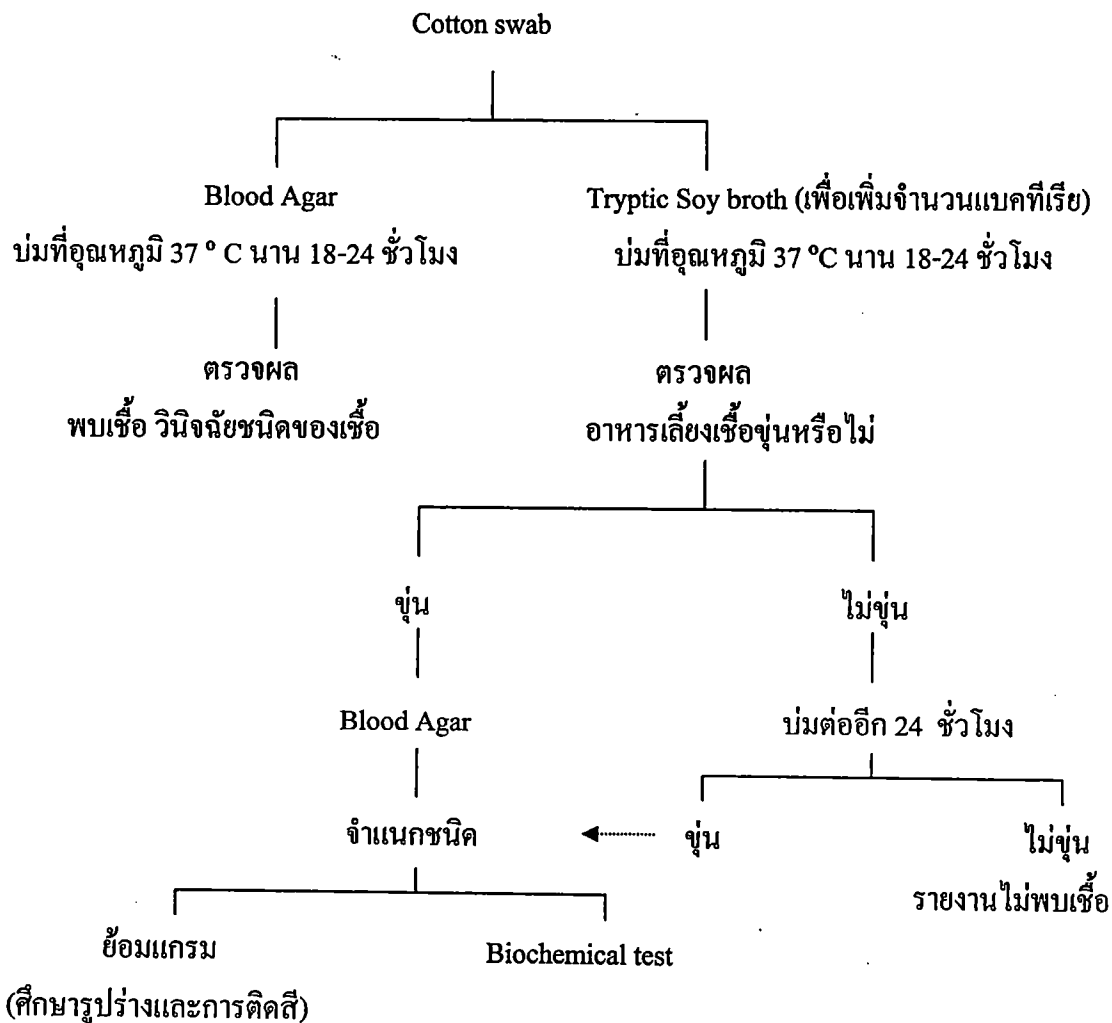 Cotton swab
Blood Agar
บ่มที่อุณหภูมิ 37 ° C นาน 18-24 ชั่วโมง
Tryptic Soy broth (เพื่อเพิ่มจำนวนแบคทีเรีย)
บ่มที่อุณหภูมิ 37 °C นาน 18-24 ชั่วโมง
ตรวจผล
พบเชื้อ วินิจฉัยชนิดของเชื้อ
ตรวจผล
อาหารเลี้ยงเชื้อขุ่นหรือไม่
ขุ่น
ไม่ขุ่น
Blood Agar
บ่มต่ออีก 24 ชั่วโมง
จำแนกชนิด
ขุ่น
ไม่ขุ่น
รายงานไม่พบเชื้อ
ย้อมแกรม
(ศึกษารูปร่างและการติดสี)
Biochemical test